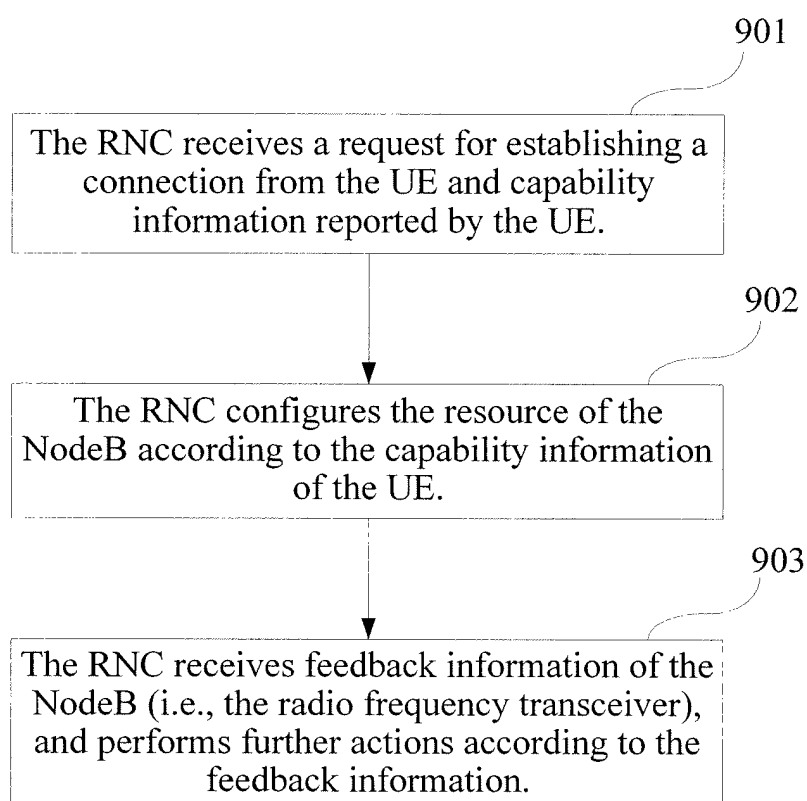 901
The RNC receives a request for establishing a
connection from the UE and capability
information reported by the UE.
902
The RNC configures the resource of the
NodeB according to the capability information
of the UE.
903
The RNC receives feedback information of the
NodeB (i.e., the radio frequency transceiver),
and performs further actions according to the
feedback information.